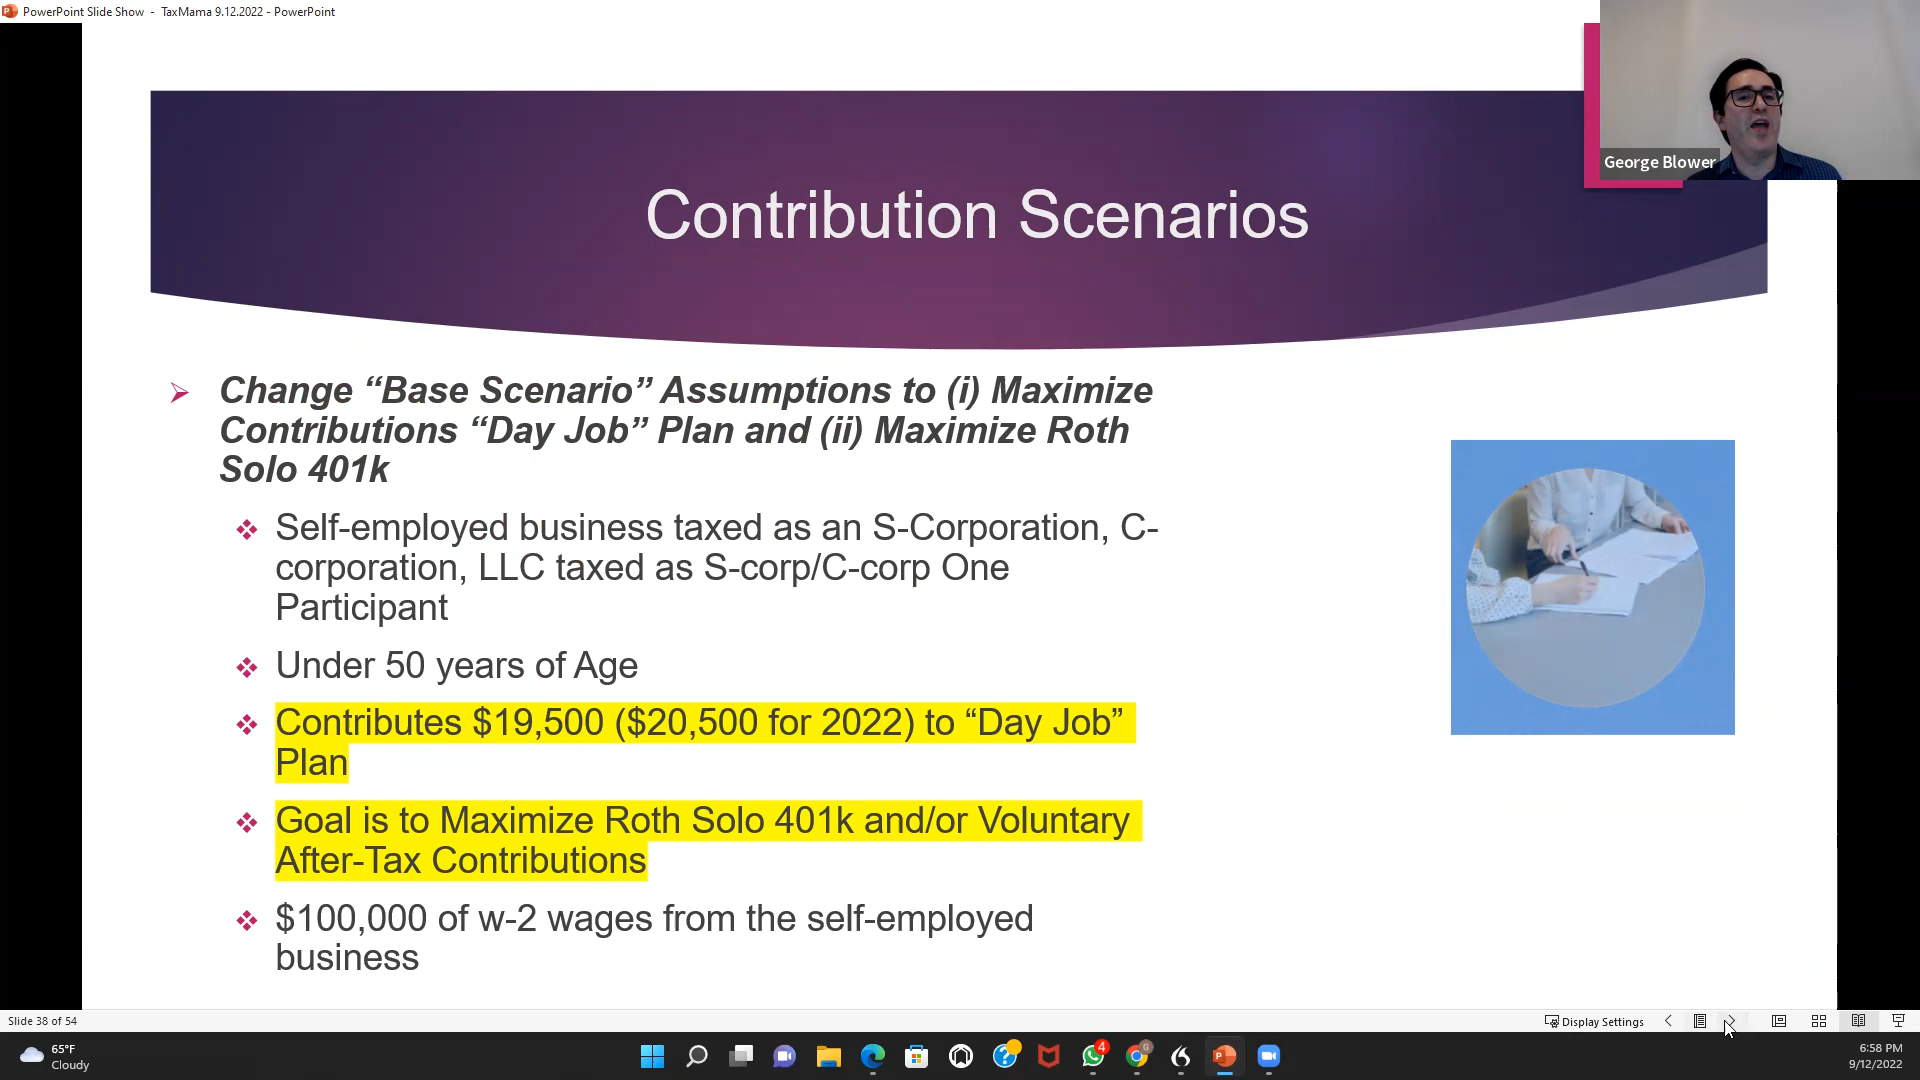 PowerPoint Slide Show - TaxMama 9.12.2022 - PowerPoint
George Blower
Contribution Scenarios
Change “Base Scenario” Assumptions to (i) Maximize
Contributions “Day Job” Plan and (ii) Maximize Roth
Solo 401k
Self-employed business taxed as an S-Corporation, C-
corporation, LLC taxed as S-corp/C-corp One
Participant
Under 50 years of Age
Contributes $19,500 ($20,500 for 2022) to “Day Job”
Plan
Goal is to Maximize Roth Solo 401k and/or Voluntary
After-Tax Contributions
$100,000 of w-2 wages from the self-employed
business
Slide 38 of 54
Display Settings
65°F
Cloudy
4
G
6:58 PM
9/12/2022